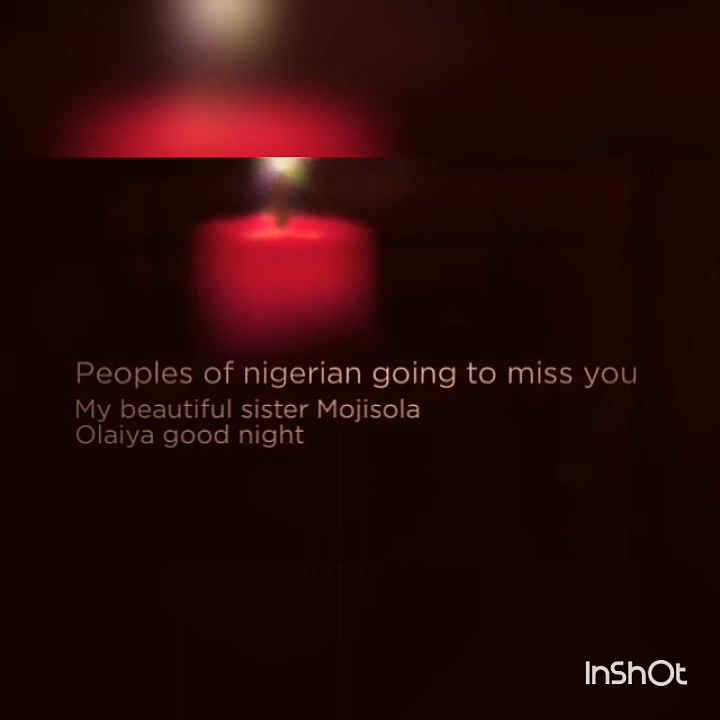 Peoples of nigerian going to miss you
My beautiful sister Mojisola
Olaiya good night
InShOt